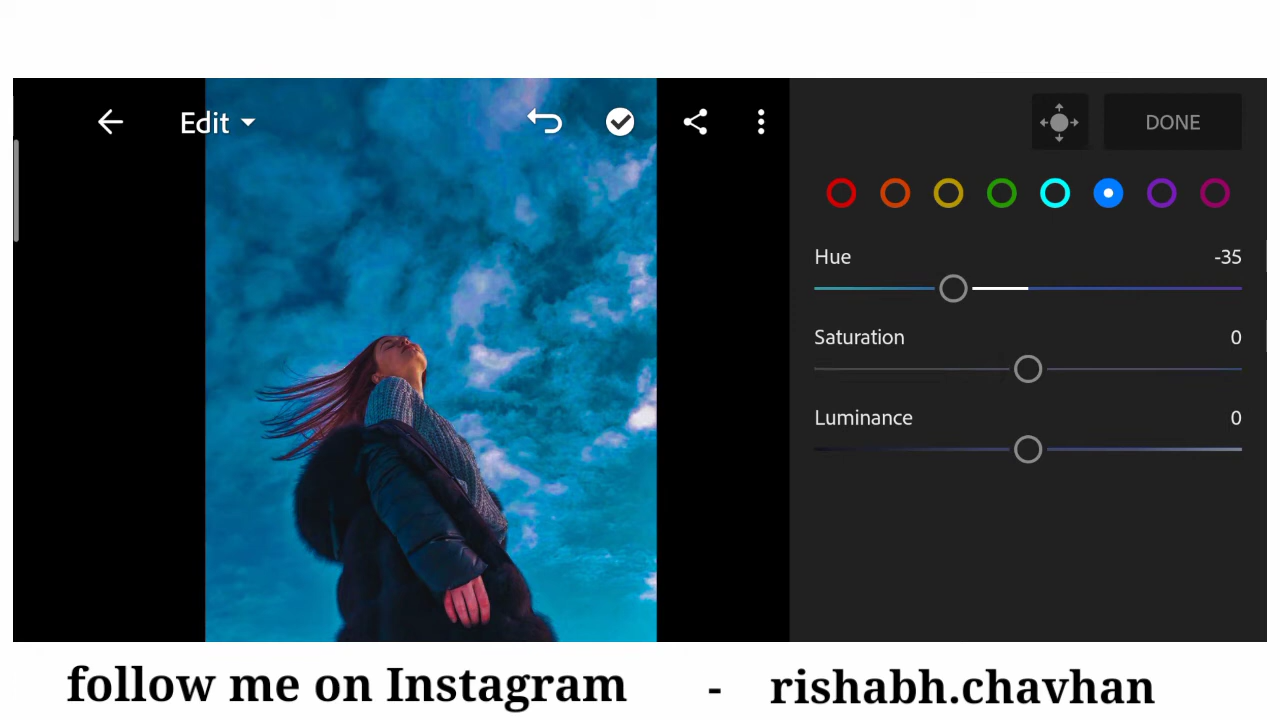 Edit
DONE
Hue -35
Saturation 0
Luminance 0
follow me on Instagram - rishabh.chavhan